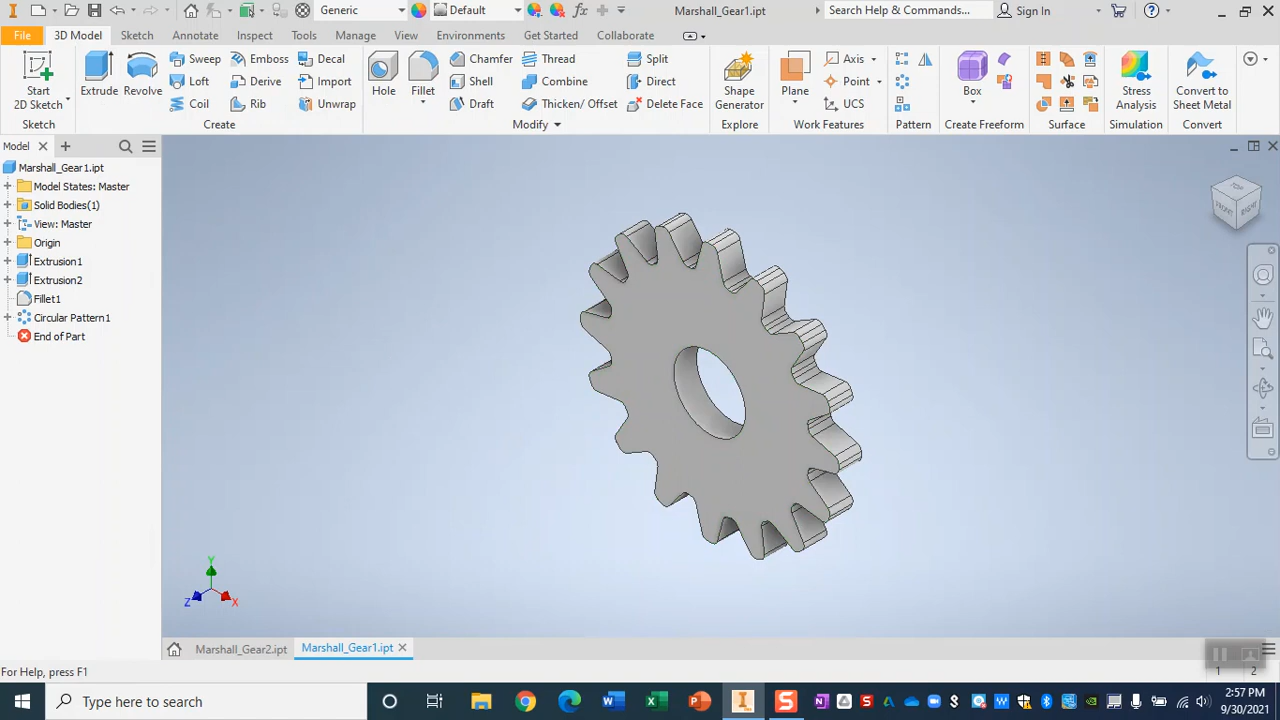 Generic Default Marshall_Gear1.ipt Search Help & Commands... Sign In
File 3D Model Sketch Annotate Inspect Tools Manage View Environments Get Started Collaborate
Start
2D Sketch
Sketch
Extrude Revolve
Sweep Emboss Decal
Loft Derive Import
Coil Rib Unwrap
Create
Hole Fillet
Chamfer Thread Split
Shell Combine Direct
Draft Thicken/ Offset Delete Face
Modify
Shape
Generator
Explore
Plane
Axis
Point
UCS
Work Features
Pattern
Box
Create Freeform
Surface
Stress
Analysis
Simulation
Convert to
Sheet Metal
Convert
Model
Marshall_Gear1.ipt
Model States: Master
Solid Bodies(1)
View: Master
Origin
Extrusion1
Extrusion2
Fillet1
Circular Pattern1
End of Part
TOP
FRONT
RIGHT
Y
Z
X
Marshall_Gear2.ipt Marshall_Gear1.ipt
For Help, press F1
1 2
Type here to search
2:57 PM
9/30/2021